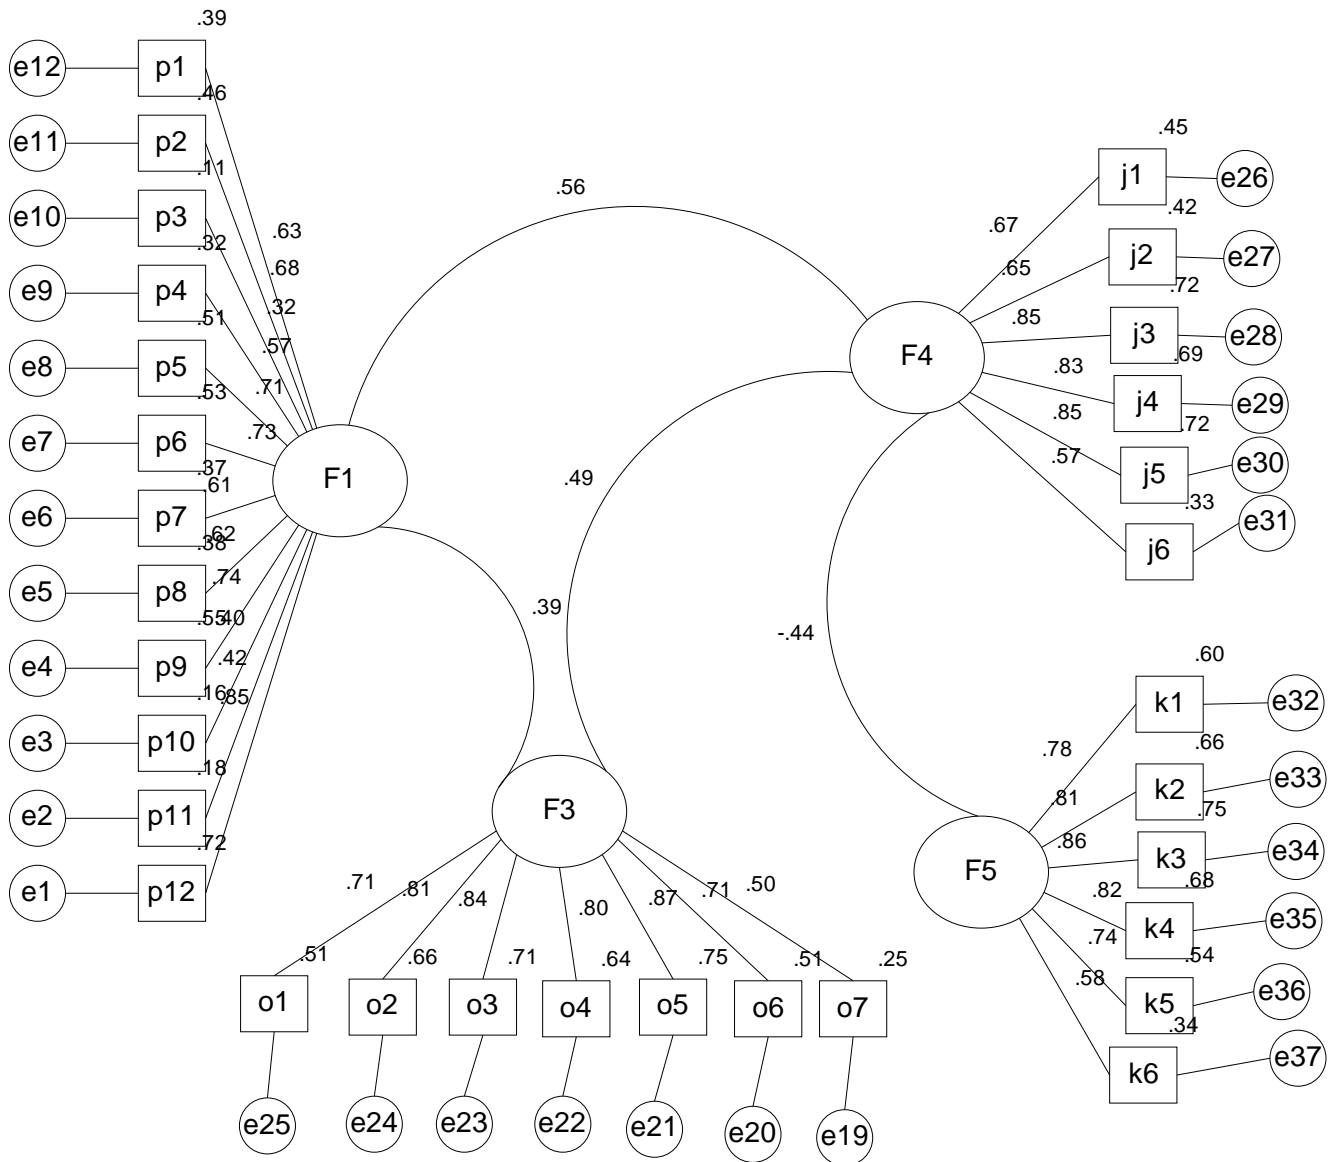 .39
e12 p1
.46
e11 p2
.11
e10 p3
.32
e9 p4
.51
e8 p5
.53
e7 p6
.37
e6 p7
.38
e5 p8
.55
e4 p9
.16
e3 p10
.18
e2 p11
.72
e1 p12
.63
.68
.32
.57
.71
.73
.61
.62
.74
.40
.42
.85
F1
.56
.49
.39
-.44
F4
.67
.65
.85
.83
.85
.57
.45
j1 e26
.42
j2 e27
.72
j3 e28
.69
j4 e29
.72
j5 e30
.33
j6 e31
F3
.71 .81 .84 .80 .87 .71 .50
.51 .66 .71 .64 .75 .51 .25
o1 o2 o3 o4 o5 o6 o7
e25 e24 e23 e22 e21 e20 e19
F5
.78
.81
.86
.82
.74
.58
.60
k1 e32
.66
k2 e33
.75
k3 e34
.68
k4 e35
.54
k5 e36
.34
k6 e37